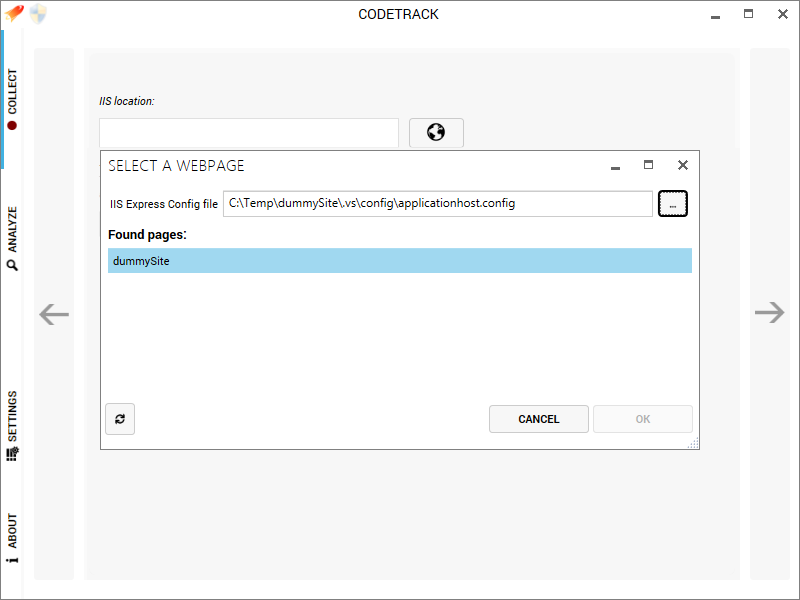 CODETRACK
COLLECT
ANALYZE
SETTINGS
ABOUT
IIS location:
SELECT A WEBPAGE
IIS Express Config file
C:\Temp\dummySite\.vs\config\applicationhost.config
...
Found pages:
dummySite
CANCEL
OK